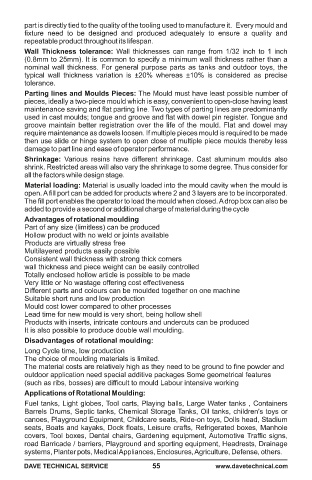 part is directly tied to the quality of the tooling used to manufacture it. Every mould and
fixture need to be designed and produced adequately to ensure a quality and
repeatable product throughout its lifespan.
Wall Thickness tolerance: Wall thicknesses can range from 1/32 inch to 1 inch
(0.8mm to 25mm). It is common to specify a minimum wall thickness rather than a
nominal wall thickness. For general purpose parts as tanks and outdoor toys, the
typical wall thickness variation is ±20% whereas ±10% is considered as precise
tolerance.
Parting lines and Moulds Pieces: The Mould must have least possible number of
pieces, ideally a two-piece mould which is easy, convenient to open-close having least
maintenance saving and flat parting line. Two types of parting lines are predominantly
used in cast moulds; tongue and groove and flat with dowel pin register. Tongue and
groove maintain better registration over the life of the mould. Flat and dowel may
require maintenance as dowels loosen. If multiple pieces mould is required to be made
then use slide or hinge system to open close of multiple piece moulds thereby less
damage to part line and ease of operator performance.
Shrinkage: Various resins have different shrinkage. Cast aluminum moulds also
shrink. Restricted areas will also vary the shrinkage to some degree. Thus consider for
all the factors while design stage.
Material loading: Material is usually loaded into the mould cavity when the mould is
open. A fill port can be added for products where 2 and 3 layers are to be incorporated.
The fill port enables the operator to load the mould when closed. A drop box can also be
added to provide a second or additional charge of material during the cycle
Advantages of rotational moulding
Part of any size (limitless) can be produced
Hollow product with no weld or joints available
Products are virtually stress free
Multilayered products easily possible
Consistent wall thickness with strong thick corners
wall thickness and piece weight can be easily controlled
Totally enclosed hollow article is possible to be made
Very little or No wastage offering cost effectiveness
Different parts and colours can be moulded together on one machine
Suitable short runs and low production
Mould cost lower compared to other processes
Lead time for new mould is very short, being hollow shell
Products with inserts, intricate contours and undercuts can be produced
It is also possible to produce double wall moulding.
Disadvantages of rotational moulding:
Long Cycle time, low production
The choice of moulding materials is limited.
The material costs are relatively high as they need to be ground to fine powder and
outdoor application need special additive packages Some geometrical features
(such as ribs, bosses) are difficult to mould Labour intensive working
Applications of Rotational Moulding:
Fuel tanks, Light globes, Tool carts, Playing balls, Large Water tanks , Containers
Barrels Drums, Septic tanks, Chemical Storage Tanks, Oil tanks, children's toys or
canoes, Playground Equipment, Childcare seats, Ride-on toys, Dolls head, Stadium
seats, Boats and kayaks, Dock floats, Leisure crafts, Refrigerated boxes, Manhole
covers, Tool boxes, Dental chairs, Gardening equipment, Automotive Traffic signs,
road Barricade / barriers, Playground and sporting equipment, Headrests, Drainage
systems, Planter pots, Medical Appliances, Enclosures, Agriculture, Defense, others.
DAVE TECHNICAL SERVICE 55 www.davetechnical.com